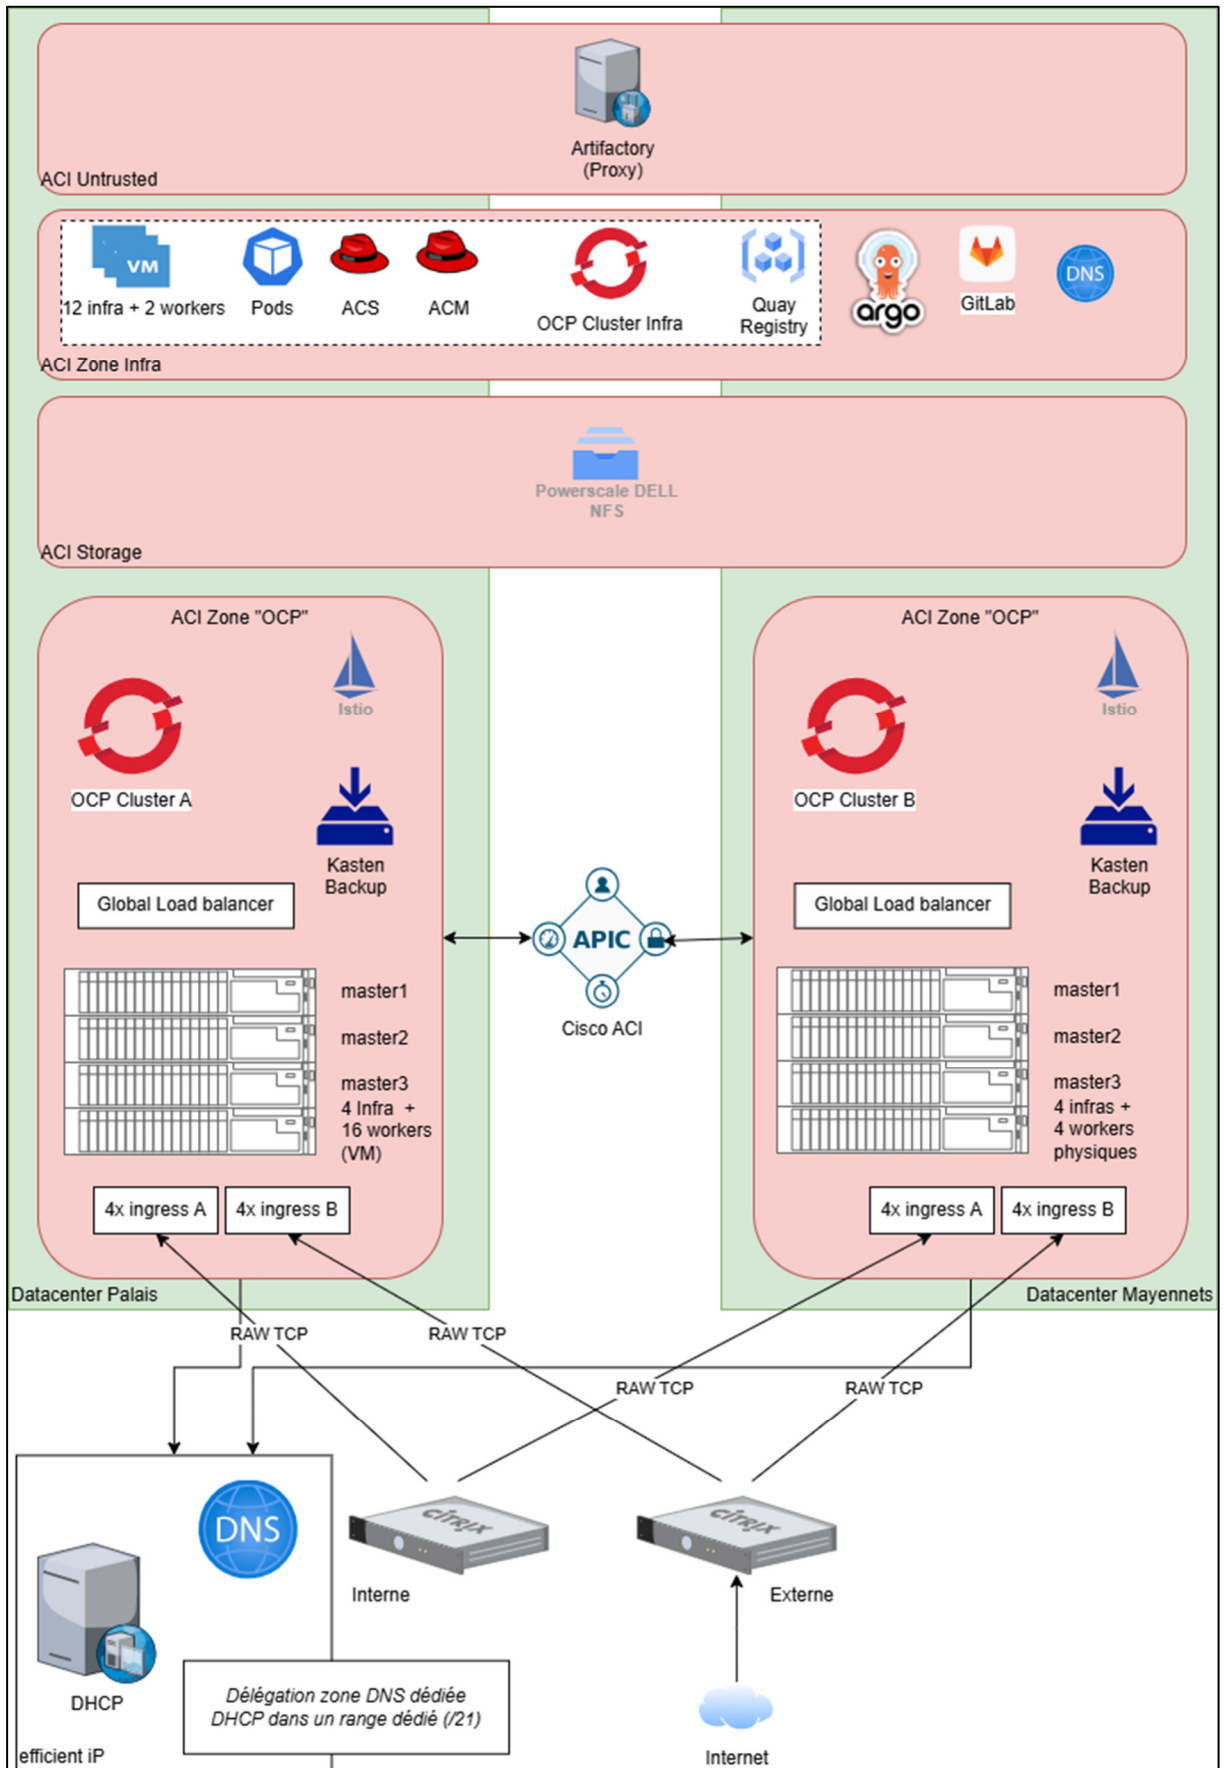 Artifactory
(Proxy)
ACI Untrusted
VM
12 infra + 2 workers
Pods
ACS
ACM
OCP Cluster Infra
Quay
Registry
argo
GitLab
DNS
ACI Zone Infra
Powerscale DELL
NFS
ACI Storage
ACI Zone "OCP"
Istio
OCP Cluster A
Kasten
Backup
Global Load balancer
master1
master2
master3
4 Infra +
16 workers
(VM)
4x ingress A
4x ingress B
Datacenter Palais
APIC
Cisco ACI
ACI Zone "OCP"
Istio
OCP Cluster B
Kasten
Backup
Global Load balancer
master1
master2
master3
4 infras +
4 workers
physiques
4x ingress A
4x ingress B
Datacenter Mayennets
RAW TCP
RAW TCP
RAW TCP
RAW TCP
DNS
CITRIX
CITRIX
Interne
Externe
DHCP
Délégation zone DNS dédiée
DHCP dans un range dédié (/21)
efficient iP
Internet